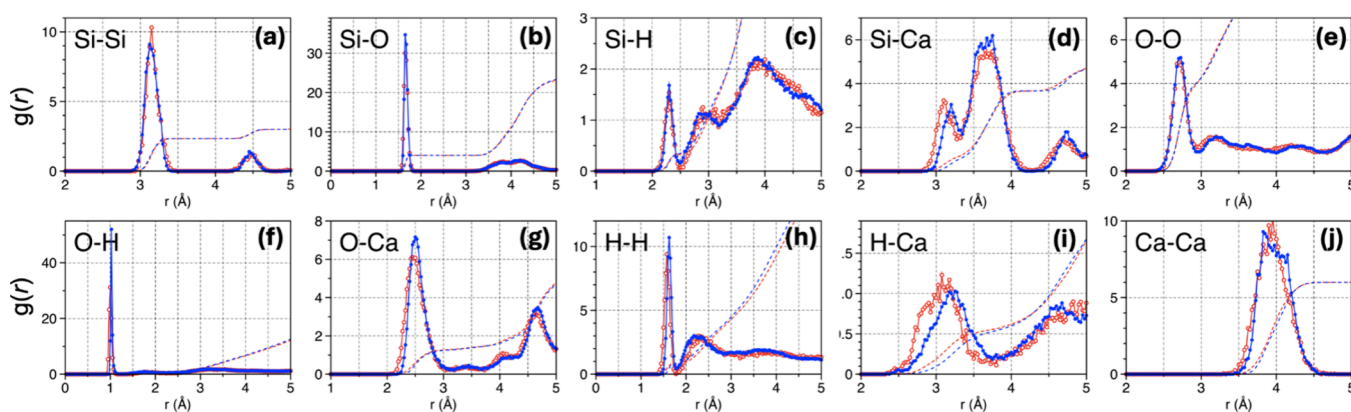 Si-Si (a)
g(r)
10
5
0
2 3 4 5
r (Å)
Si-O (b)
30
20
10
0
0 1 2 3 4 5
r (Å)
Si-H (c)
3
2
1
0
1 2 3 4 5
r (Å)
Si-Ca (d)
6
4
2
0
2 3 4 5
r (Å)
O-O (e)
6
4
2
0
2 3 4 5
r (Å)
O-H (f)
g(r)
40
20
0
0 1 2 3 4 5
r (Å)
O-Ca (g)
8
6
4
2
0
1 2 3 4 5
r (Å)
H-H (h)
10
5
0
0 1 2 3 4 5
r (Å)
H-Ca (i)
.5
.0
0.5
0
2 3 4 5
r (Å)
Ca-Ca (j)
10
5
0
2 3 4 5
r (Å)